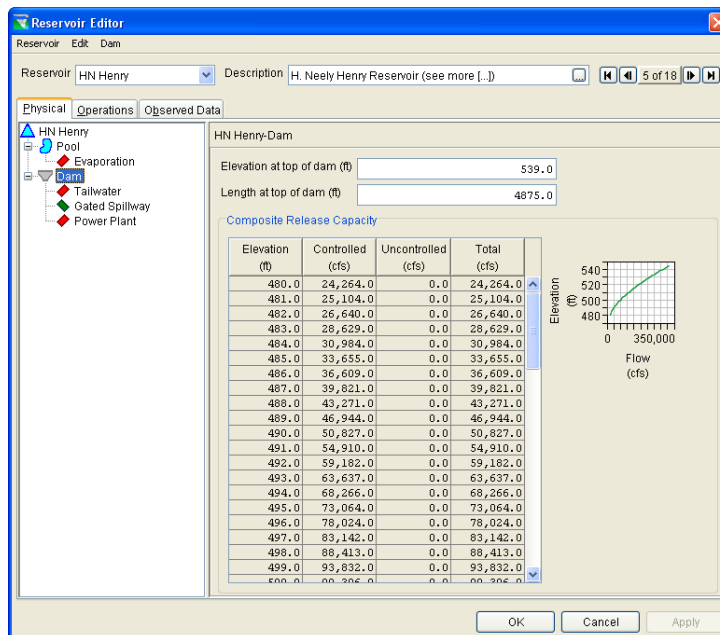 Reservoir Editor
Reservoir Edit Dam
Reservoir HN Henry Description H. Neely Henry Reservoir (see more [...]) ... 5 of 18
Physical Operations Observed Data
HN Henry
Pool
Evaporation
Dam
Tailwater
Gated Spillway
Power Plant
HN Henry-Dam
Elevation at top of dam (ft) 539.0
Length at top of dam (ft) 4875.0
Composite Release Capacity
Elevation Controlled Uncontrolled Total
(ft) (cfs) (cfs) (cfs)
480.0 24,264.0 0.0 24,264.0
481.0 25,104.0 0.0 25,104.0
482.0 26,640.0 0.0 26,640.0
483.0 28,629.0 0.0 28,629.0
484.0 30,984.0 0.0 30,984.0
485.0 33,655.0 0.0 33,655.0
486.0 36,609.0 0.0 36,609.0
487.0 39,821.0 0.0 39,821.0
488.0 43,271.0 0.0 43,271.0
489.0 46,944.0 0.0 46,944.0
490.0 50,827.0 0.0 50,827.0
491.0 54,910.0 0.0 54,910.0
492.0 59,182.0 0.0 59,182.0
493.0 63,637.0 0.0 63,637.0
494.0 68,266.0 0.0 68,266.0
495.0 73,064.0 0.0 73,064.0
496.0 78,024.0 0.0 78,024.0
497.0 83,142.0 0.0 83,142.0
498.0 88,413.0 0.0 88,413.0
499.0 93,832.0 0.0 93,832.0
Elevation
(ft)
540
520
500
480
0 350,000
Flow
(cfs)
OK Cancel Apply